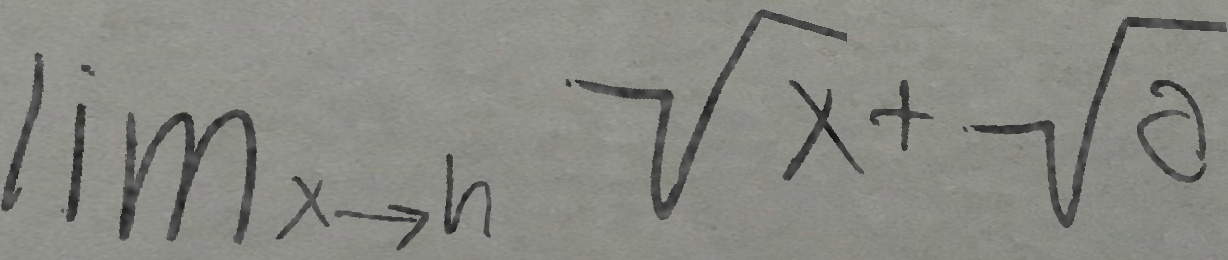 lim_{x→h} √x + √a